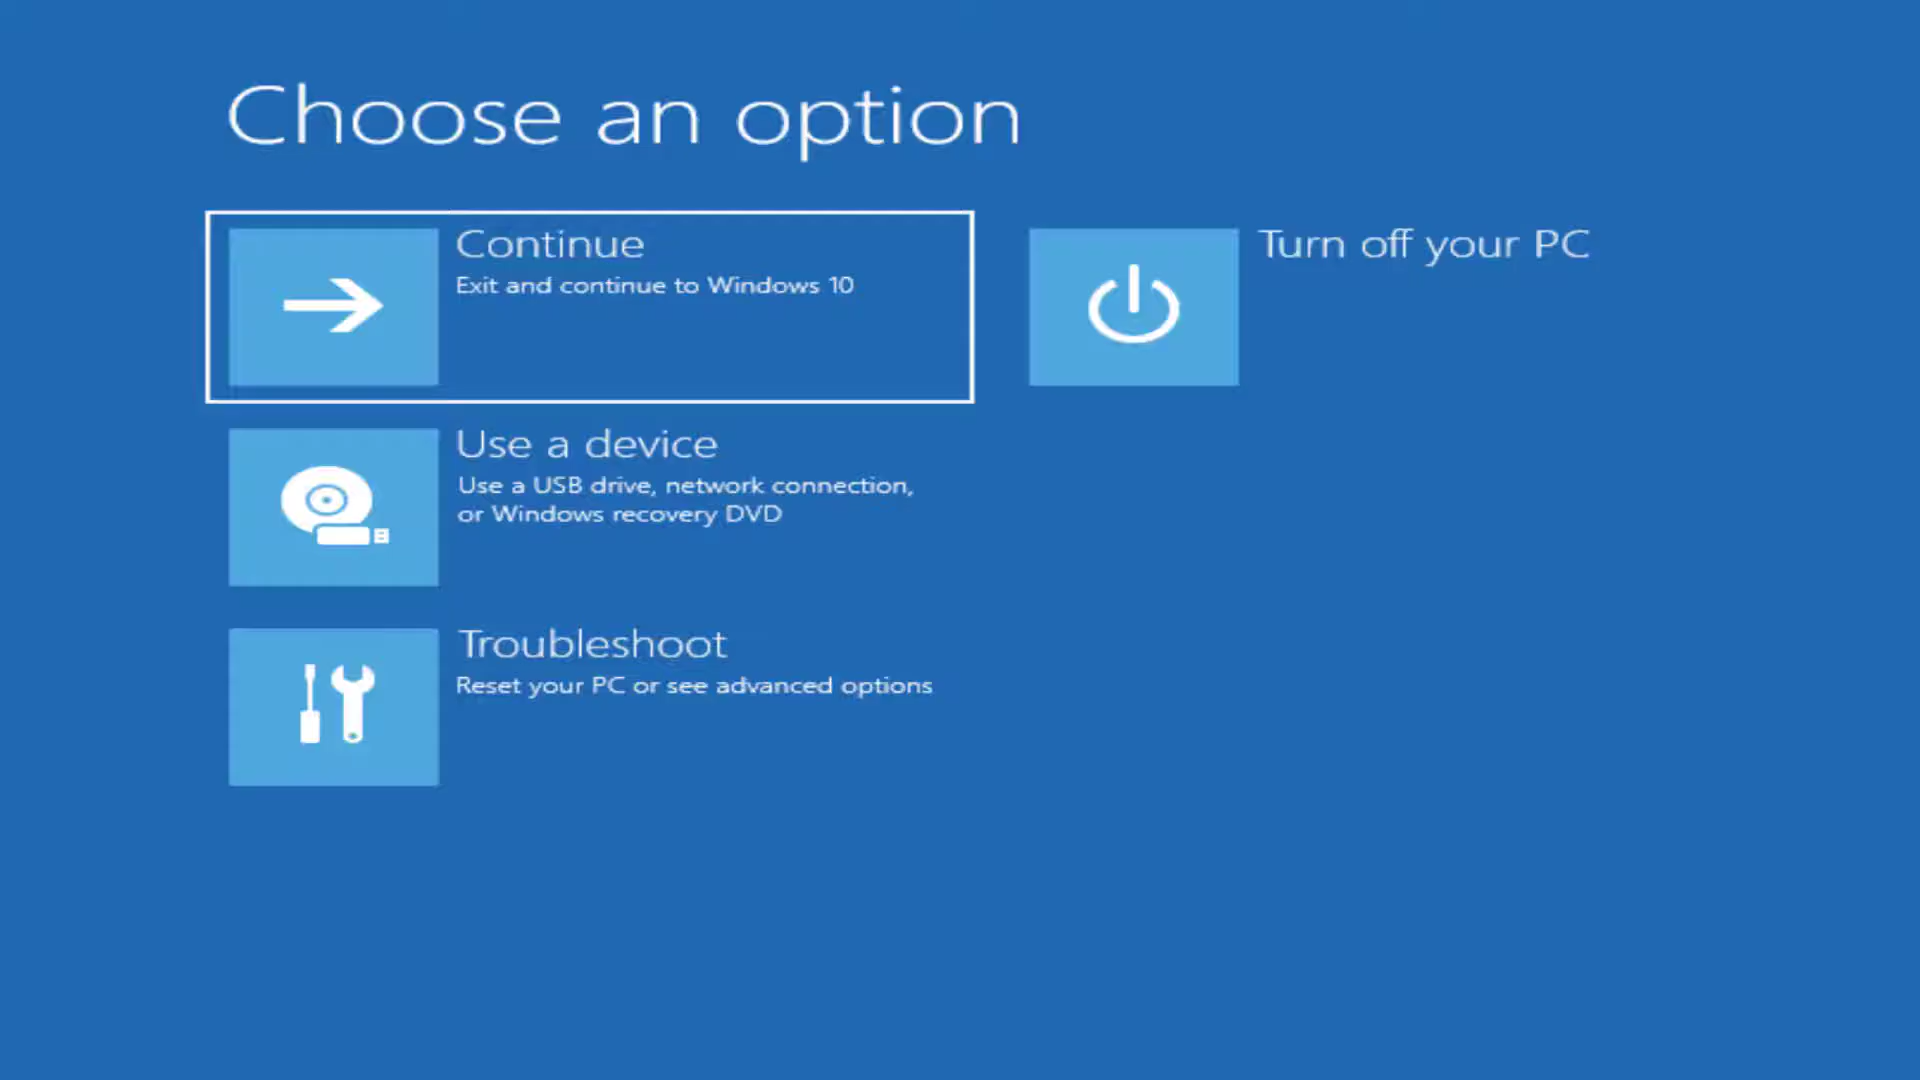 Choose an option
Continue
Exit and continue to Windows 10
Turn off your PC
Use a device
Use a USB drive, network connection,
or Windows recovery DVD
Troubleshoot
Reset your PC or see advanced options